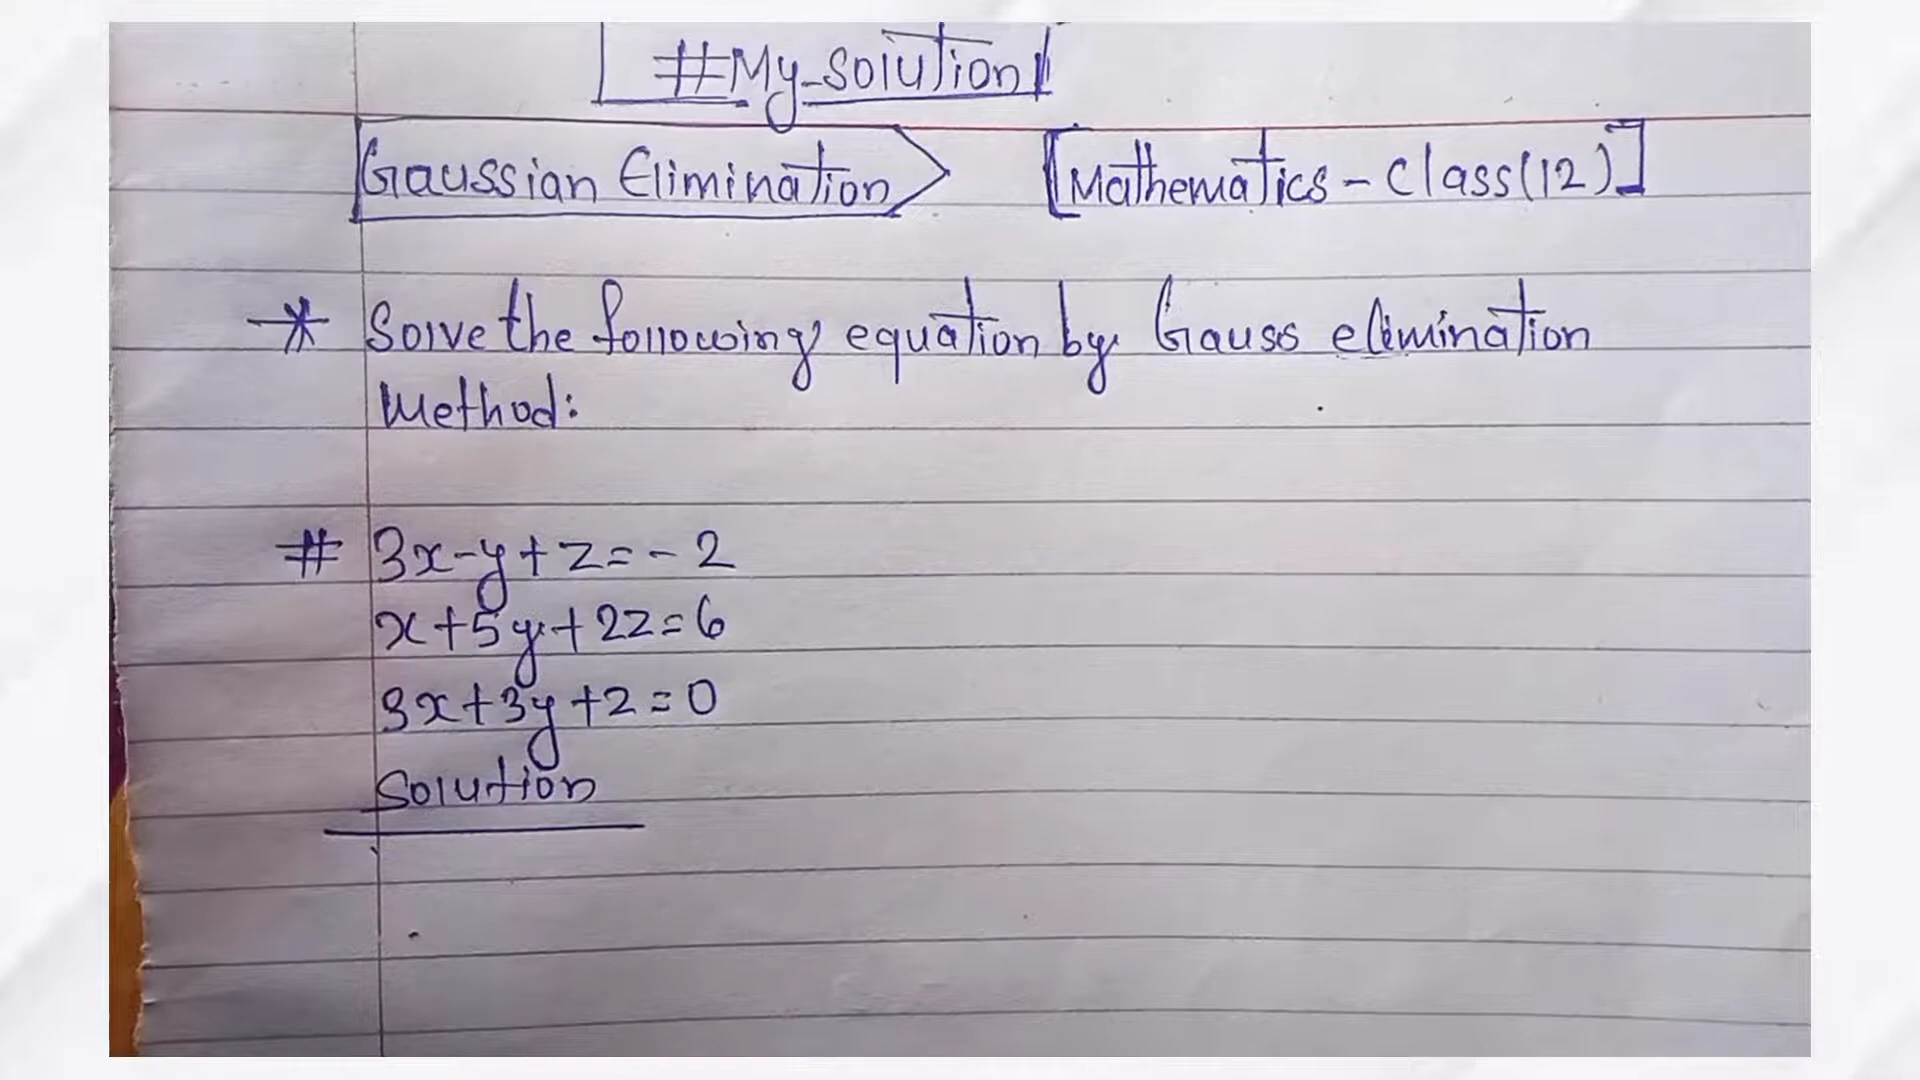 #My-solution
Gaussian Elimination [Mathematics - Class(12)]
* Solve the following equation by Gauss elimination
Method:
# 3x-y+z=-2
x+5y+2z=6
3x+3y+z=0
Solution